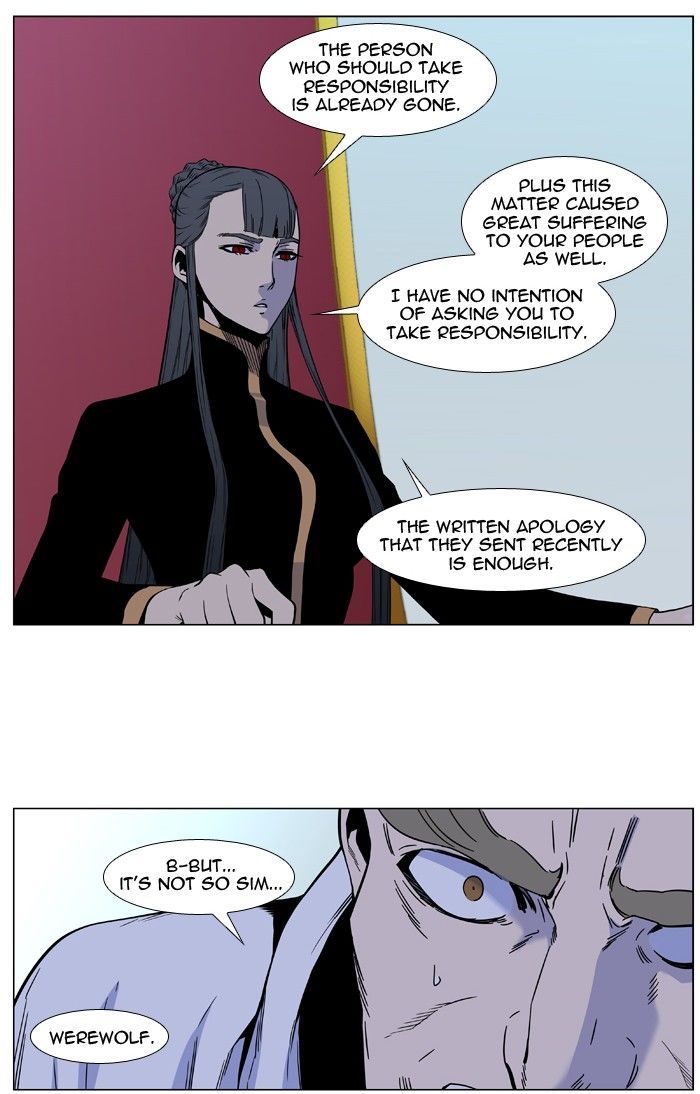 THE PERSON
WHO SHOULD TAKE
RESPONSIBILITY
IS ALREADY GONE.
PLUS THIS
MATTER CAUSED
GREAT SUFFERING
TO YOUR PEOPLE
AS WELL.
I HAVE NO INTENTION
OF ASKING YOU TO
TAKE RESPONSIBILITY.
THE WRITTEN APOLOGY
THAT THEY SENT RECENTLY
IS ENOUGH.
B-BUT...
IT'S NOT SO SIM...
WEREWOLF.